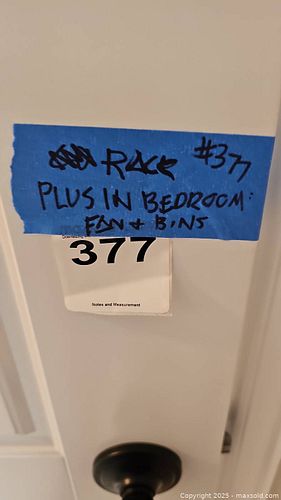 RACK #377
PLUS IN BEDROOM:
FAN + BINS
377
Notes and Measurement
Copyright © 2025 - maxsold.com